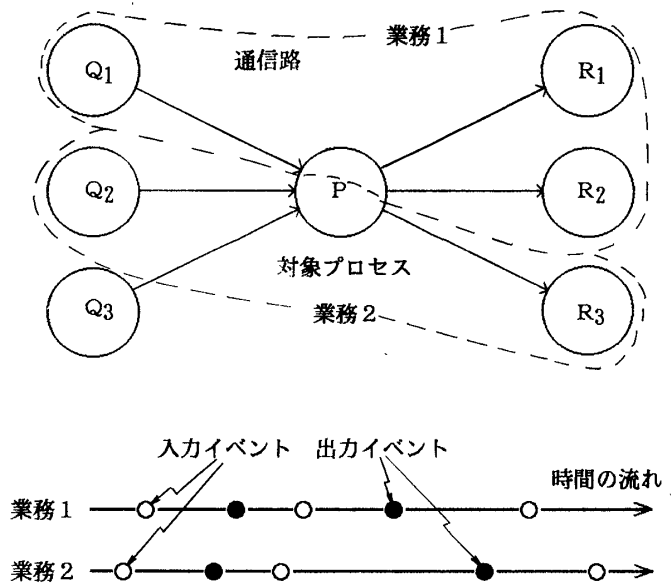 業務1
通信路
Q1
R1
Q2
P
R2
対象プロセス
Q3
業務2
R3
入力イベント 出力イベント
時間の流れ
業務1
業務2